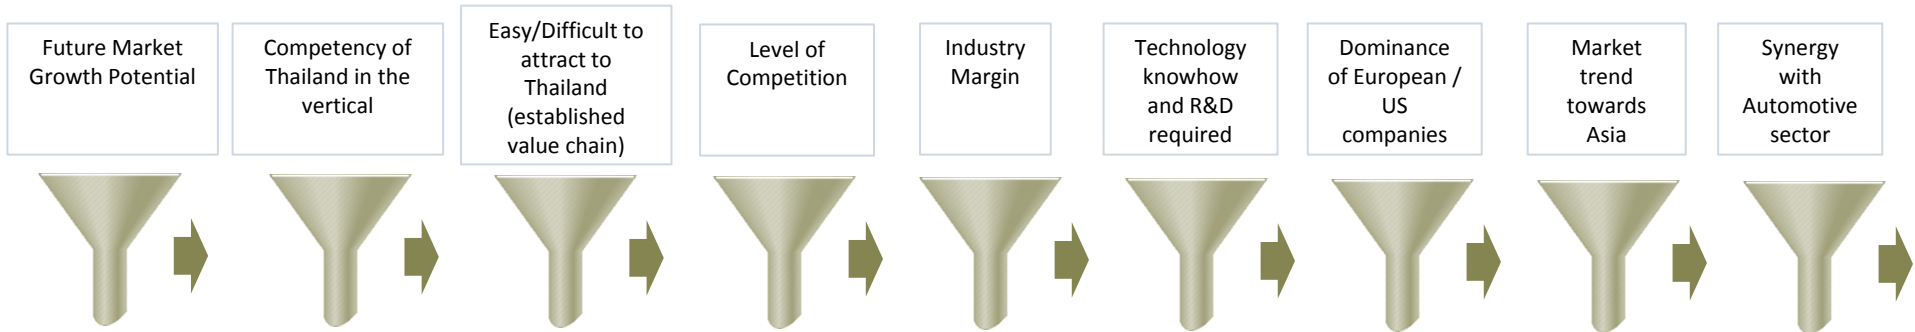 Future Market
Growth Potential
Competency of
Thailand in the
vertical
Easy/Difficult to
attract to
Thailand
(established
value chain)
Level of
Competition
Industry
Margin
Technology
knowhow
and R&D
required
Dominance
of European /
US
companies
Market
trend
towards
Asia
Synergy
with
Automotive
sector